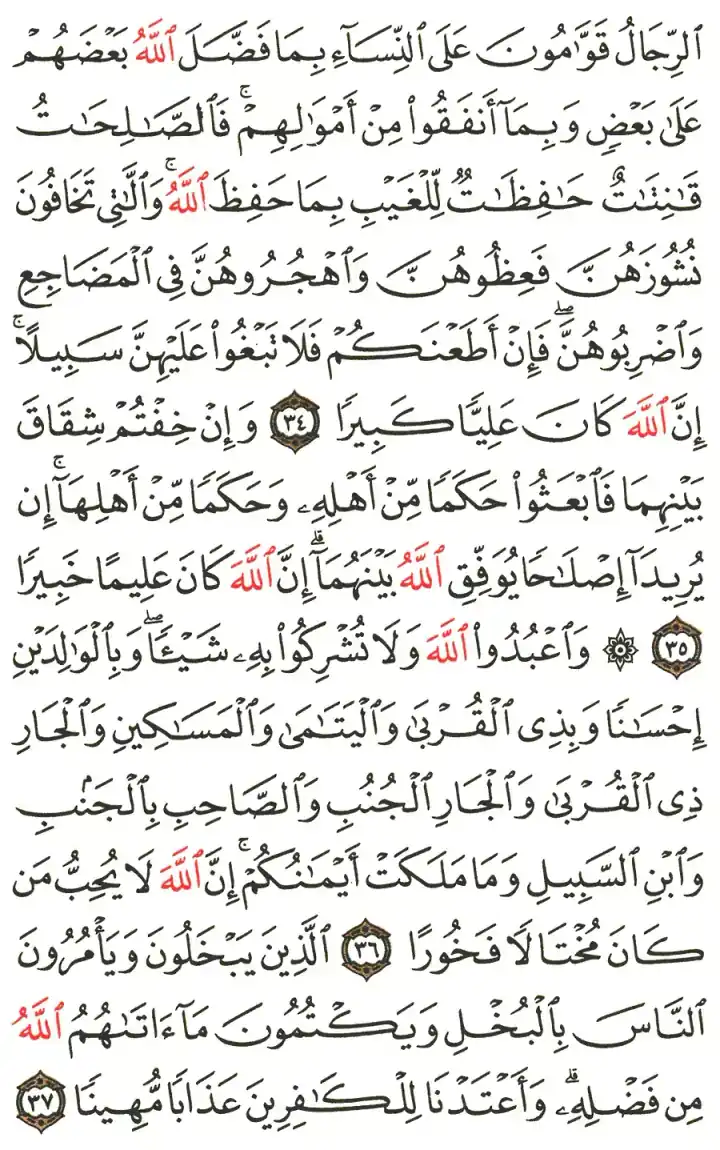 ٱلرِّجَالُ قَوَّٰمُونَ عَلَى ٱلنِّسَآءِ بِمَا فَضَّلَ ٱللَّهُ بَعْضَهُمْ
عَلَىٰ بَعْضٍ وَبِمَآ أَنفَقُوا۟ مِنْ أَمْوَٰلِهِمْ ۚ فَٱلصَّـٰلِحَـٰتُ
قَـٰنِتَـٰتٌ حَـٰفِظَـٰتٌ لِّلْغَيْبِ بِمَا حَفِظَ ٱللَّهُ ۚ وَٱلَّـٰتِى تَخَافُونَ
نُشُوزَهُنَّ فَعِظُوهُنَّ وَٱهْجُرُوهُنَّ فِى ٱلْمَضَاجِعِ
وَٱضْرِبُوهُنَّ ۖ فَإِنْ أَطَعْنَكُمْ فَلَا تَبْغُوا۟ عَلَيْهِنَّ سَبِيلًا ۗ
إِنَّ ٱللَّهَ كَانَ عَلِيًّا كَبِيرًا ٣٤ وَإِنْ خِفْتُمْ شِقَاقَ
بَيْنِهِمَا فَٱبْعَثُوا۟ حَكَمًا مِّنْ أَهْلِهِۦ وَحَكَمًا مِّنْ أَهْلِهَآ ۚ إِن
يُرِيدَآ إِصْلَـٰحًا يُوَفِّقِ ٱللَّهُ بَيْنَهُمَآ ۗ إِنَّ ٱللَّهَ كَانَ عَلِيمًا خَبِيرًا
٣٥ ۞ وَٱعْبُدُوا۟ ٱللَّهَ وَلَا تُشْرِكُوا۟ بِهِۦ شَيْـًٔا ۖ وَبِٱلْوَٰلِدَيْنِ
إِحْسَـٰنًا وَبِذِى ٱلْقُرْبَىٰ وَٱلْيَتَـٰمَىٰ وَٱلْمَسَـٰكِينِ وَٱلْجَارِ
ذِى ٱلْقُرْبَىٰ وَٱلْجَارِ ٱلْجُنُبِ وَٱلصَّاحِبِ بِٱلْجَنۢبِ
وَٱبْنِ ٱلسَّبِيلِ وَمَا مَلَكَتْ أَيْمَـٰنُكُمْ ۗ إِنَّ ٱللَّهَ لَا يُحِبُّ مَن
كَانَ مُخْتَالًا فَخُورًا ٣٦ ٱلَّذِينَ يَبْخَلُونَ وَيَأْمُرُونَ
ٱلنَّاسَ بِٱلْبُخْلِ وَيَكْتُمُونَ مَآ ءَاتَىٰهُمُ ٱللَّهُ
مِن فَضْلِهِۦ ۗ وَأَعْتَدْنَا لِلْكَـٰفِرِينَ عَذَابًا مُّهِينًا ٣٧